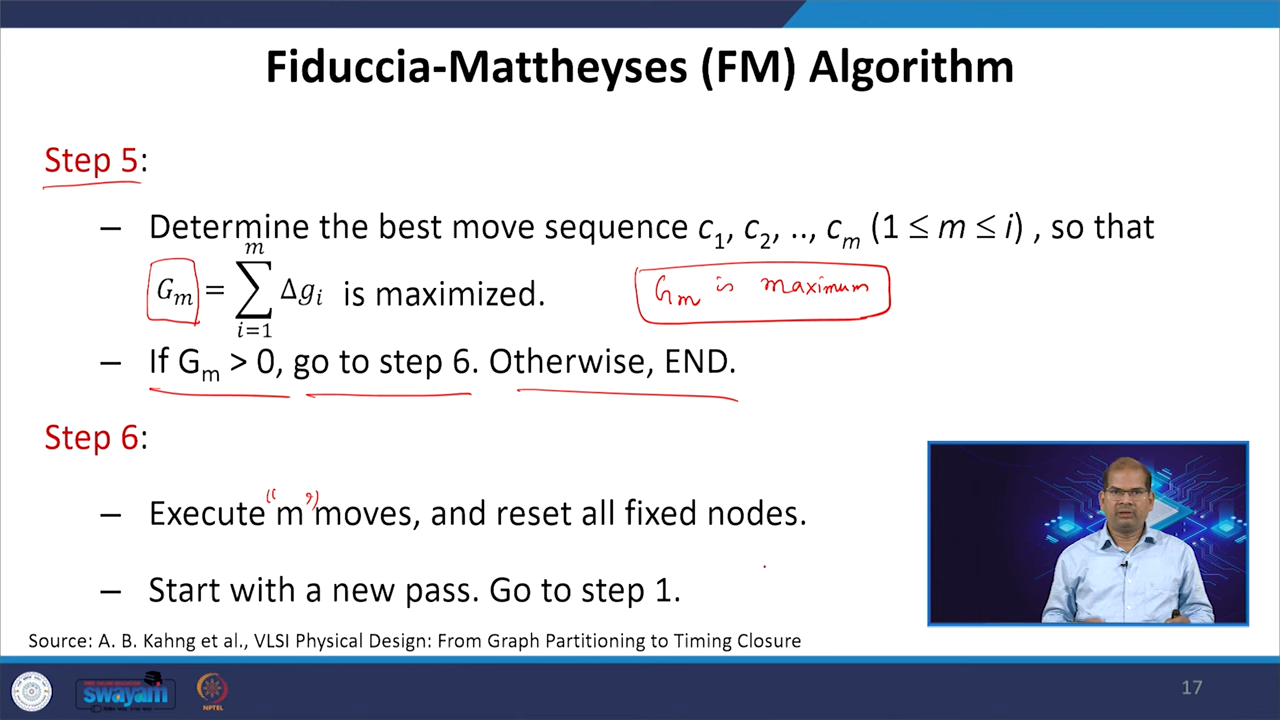 Fiduccia-Mattheyses (FM) Algorithm
Step 5:
– Determine the best move sequence c₁, c₂, .., cₘ (1 ≤ m ≤ i) , so that
Gₘ = ∑ᵢ₌₁ᵐ Δgᵢ is maximized.
Gₘ is maximum
– If Gₘ > 0, go to step 6. Otherwise, END.
Step 6:
– Execute "m" moves, and reset all fixed nodes.
– Start with a new pass. Go to step 1.
Source: A. B. Kahng et al., VLSI Physical Design: From Graph Partitioning to Timing Closure
swayam
NPTEL
17